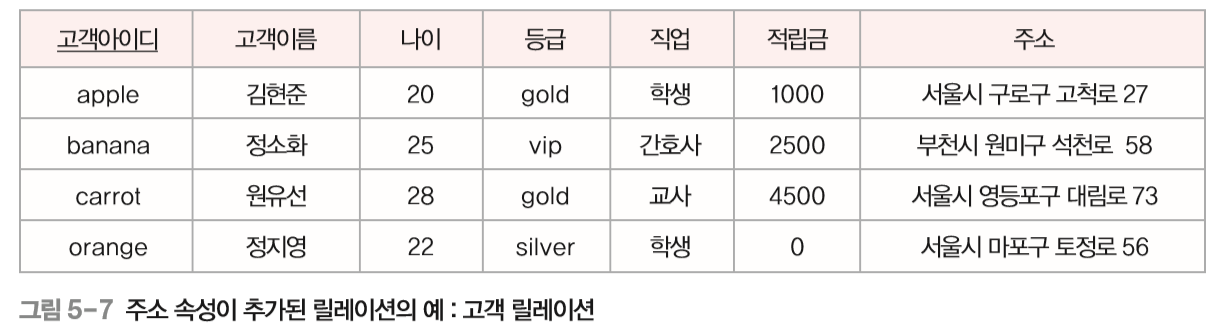 고객아이디 고객이름 나이 등급 직업 적립금 주소
apple 김현준 20 gold 학생 1000 서울시 구로구 고척로 27
banana 정소화 25 vip 간호사 2500 부천시 원미구 석천로 58
carrot 원유선 28 gold 교사 4500 서울시 영등포구 대림로 73
orange 정지영 22 silver 학생 0 서울시 마포구 토정로 56
그림 5-7 주소 속성이 추가된 릴레이션의 예 : 고객 릴레이션